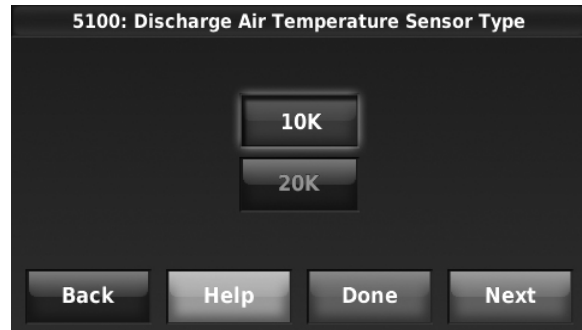 5100: Discharge Air Temperature Sensor Type
10K
20K
Back Help Done Next